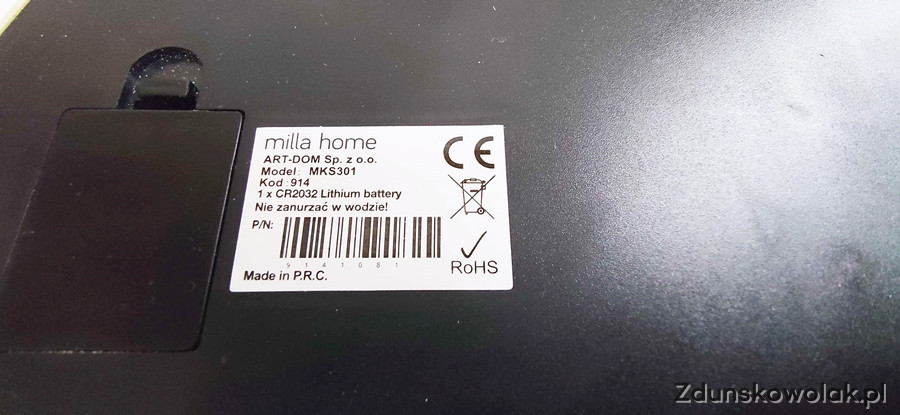 milla home
ART-DOM Sp. z o.o.
Model: MKS301
Kod: 914
1 x CR2032 Lithium battery
Nie zanurzać w wodzie!
P/N:
9141081
Made in P.R.C.
CE
RoHS
Zdunskowolak.pl